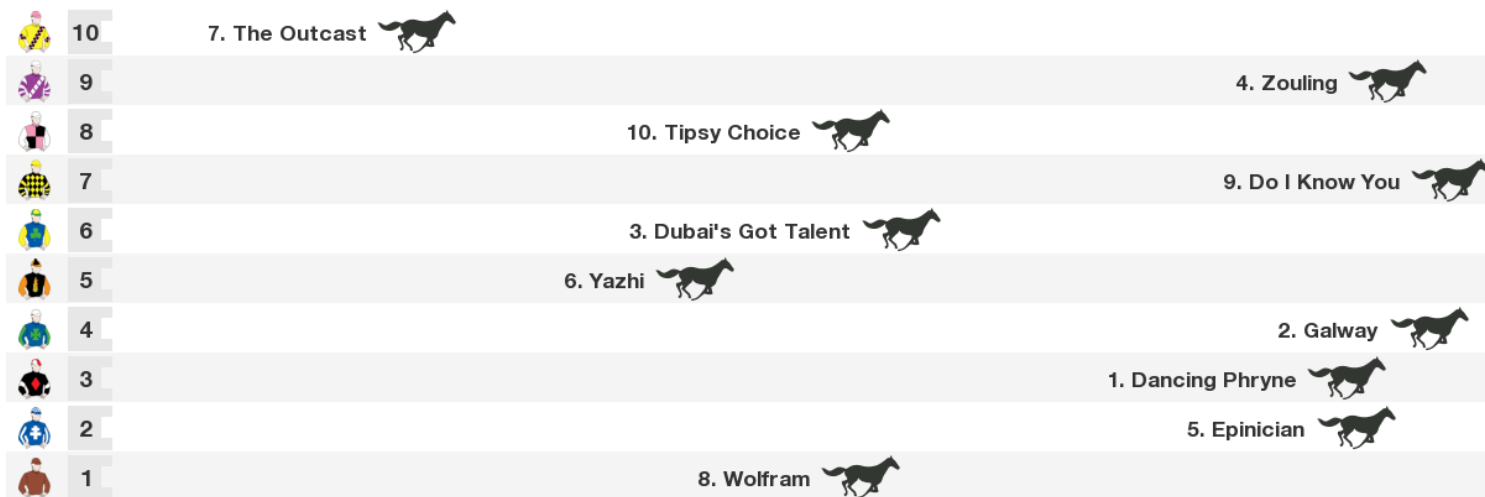 10 7. The Outcast
9 4. Zouling
8 10. Tipsy Choice
7 9. Do I Know You
6 3. Dubai's Got Talent
5 6. Yazhi
4 2. Galway
3 1. Dancing Phryne
2 5. Epinician
1 8. Wolfram